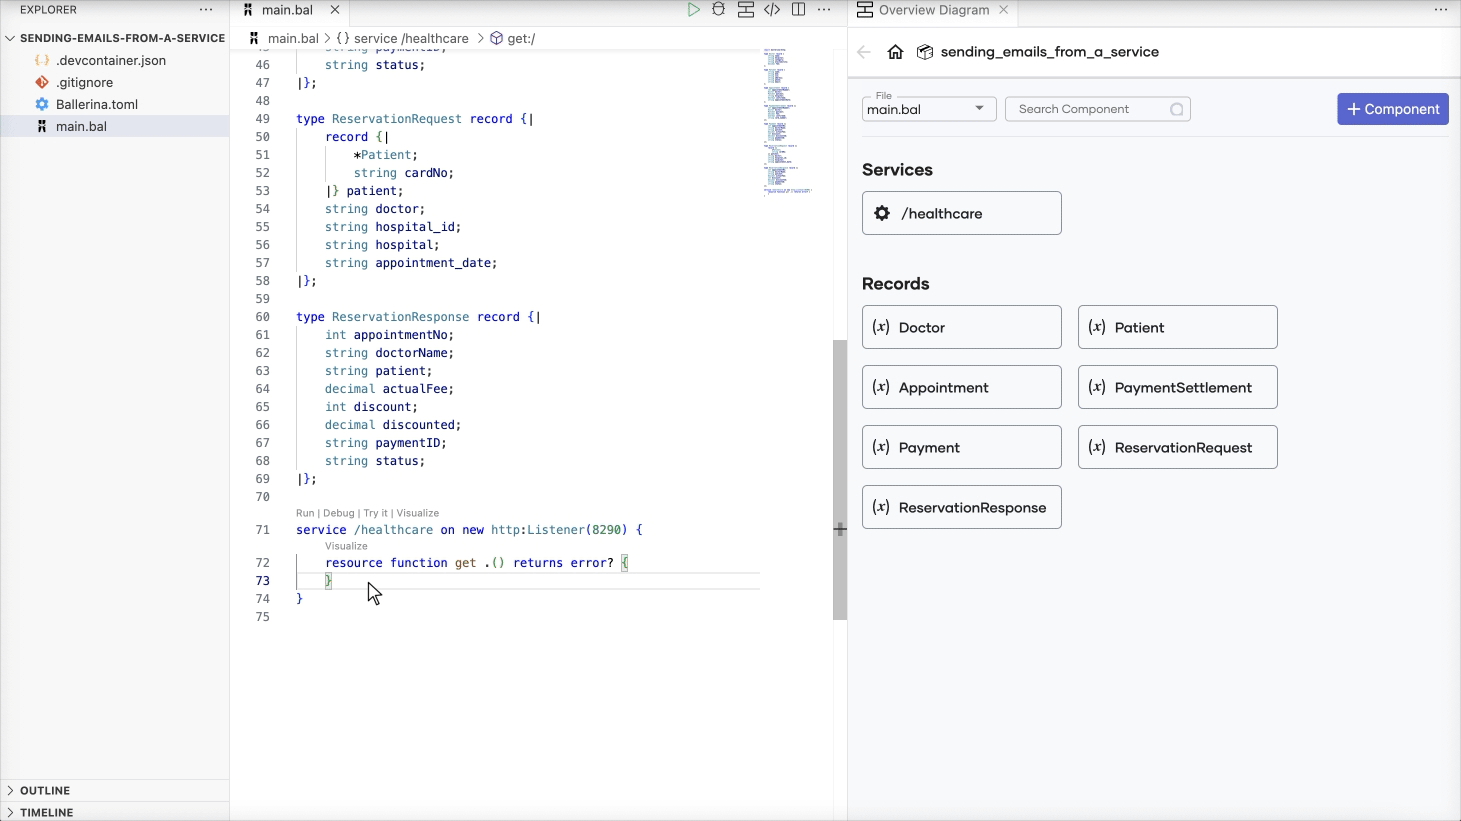 EXPLORER
SENDING-EMAILS-FROM-A-SERVICE
.devcontainer.json
.gitignore
Ballerina.toml
main.bal
OUTLINE
TIMELINE
main.bal
main.bal > {} service /healthcare > get:/
46 string status;
47 |};
48
49 type ReservationRequest record {|
50 record {|
51 *Patient;
52 string cardNo;
53 |} patient;
54 string doctor;
55 string hospital_id;
56 string hospital;
57 string appointment_date;
58 |};
59
60 type ReservationResponse record {|
61 int appointmentNo;
62 string doctorName;
63 string patient;
64 decimal actualFee;
65 int discount;
66 decimal discounted;
67 string paymentID;
68 string status;
69 |};
70
Run | Debug | Try it | Visualize
71 service /healthcare on new http:Listener(8290) {
Visualize
72 resource function get .() returns error? {
73 }
74 }
75
Overview Diagram
sending_emails_from_a_service
File
main.bal
Search Component
+ Component
Services
/healthcare
Records
(x) Doctor
(x) Patient
(x) Appointment
(x) PaymentSettlement
(x) Payment
(x) ReservationRequest
(x) ReservationResponse